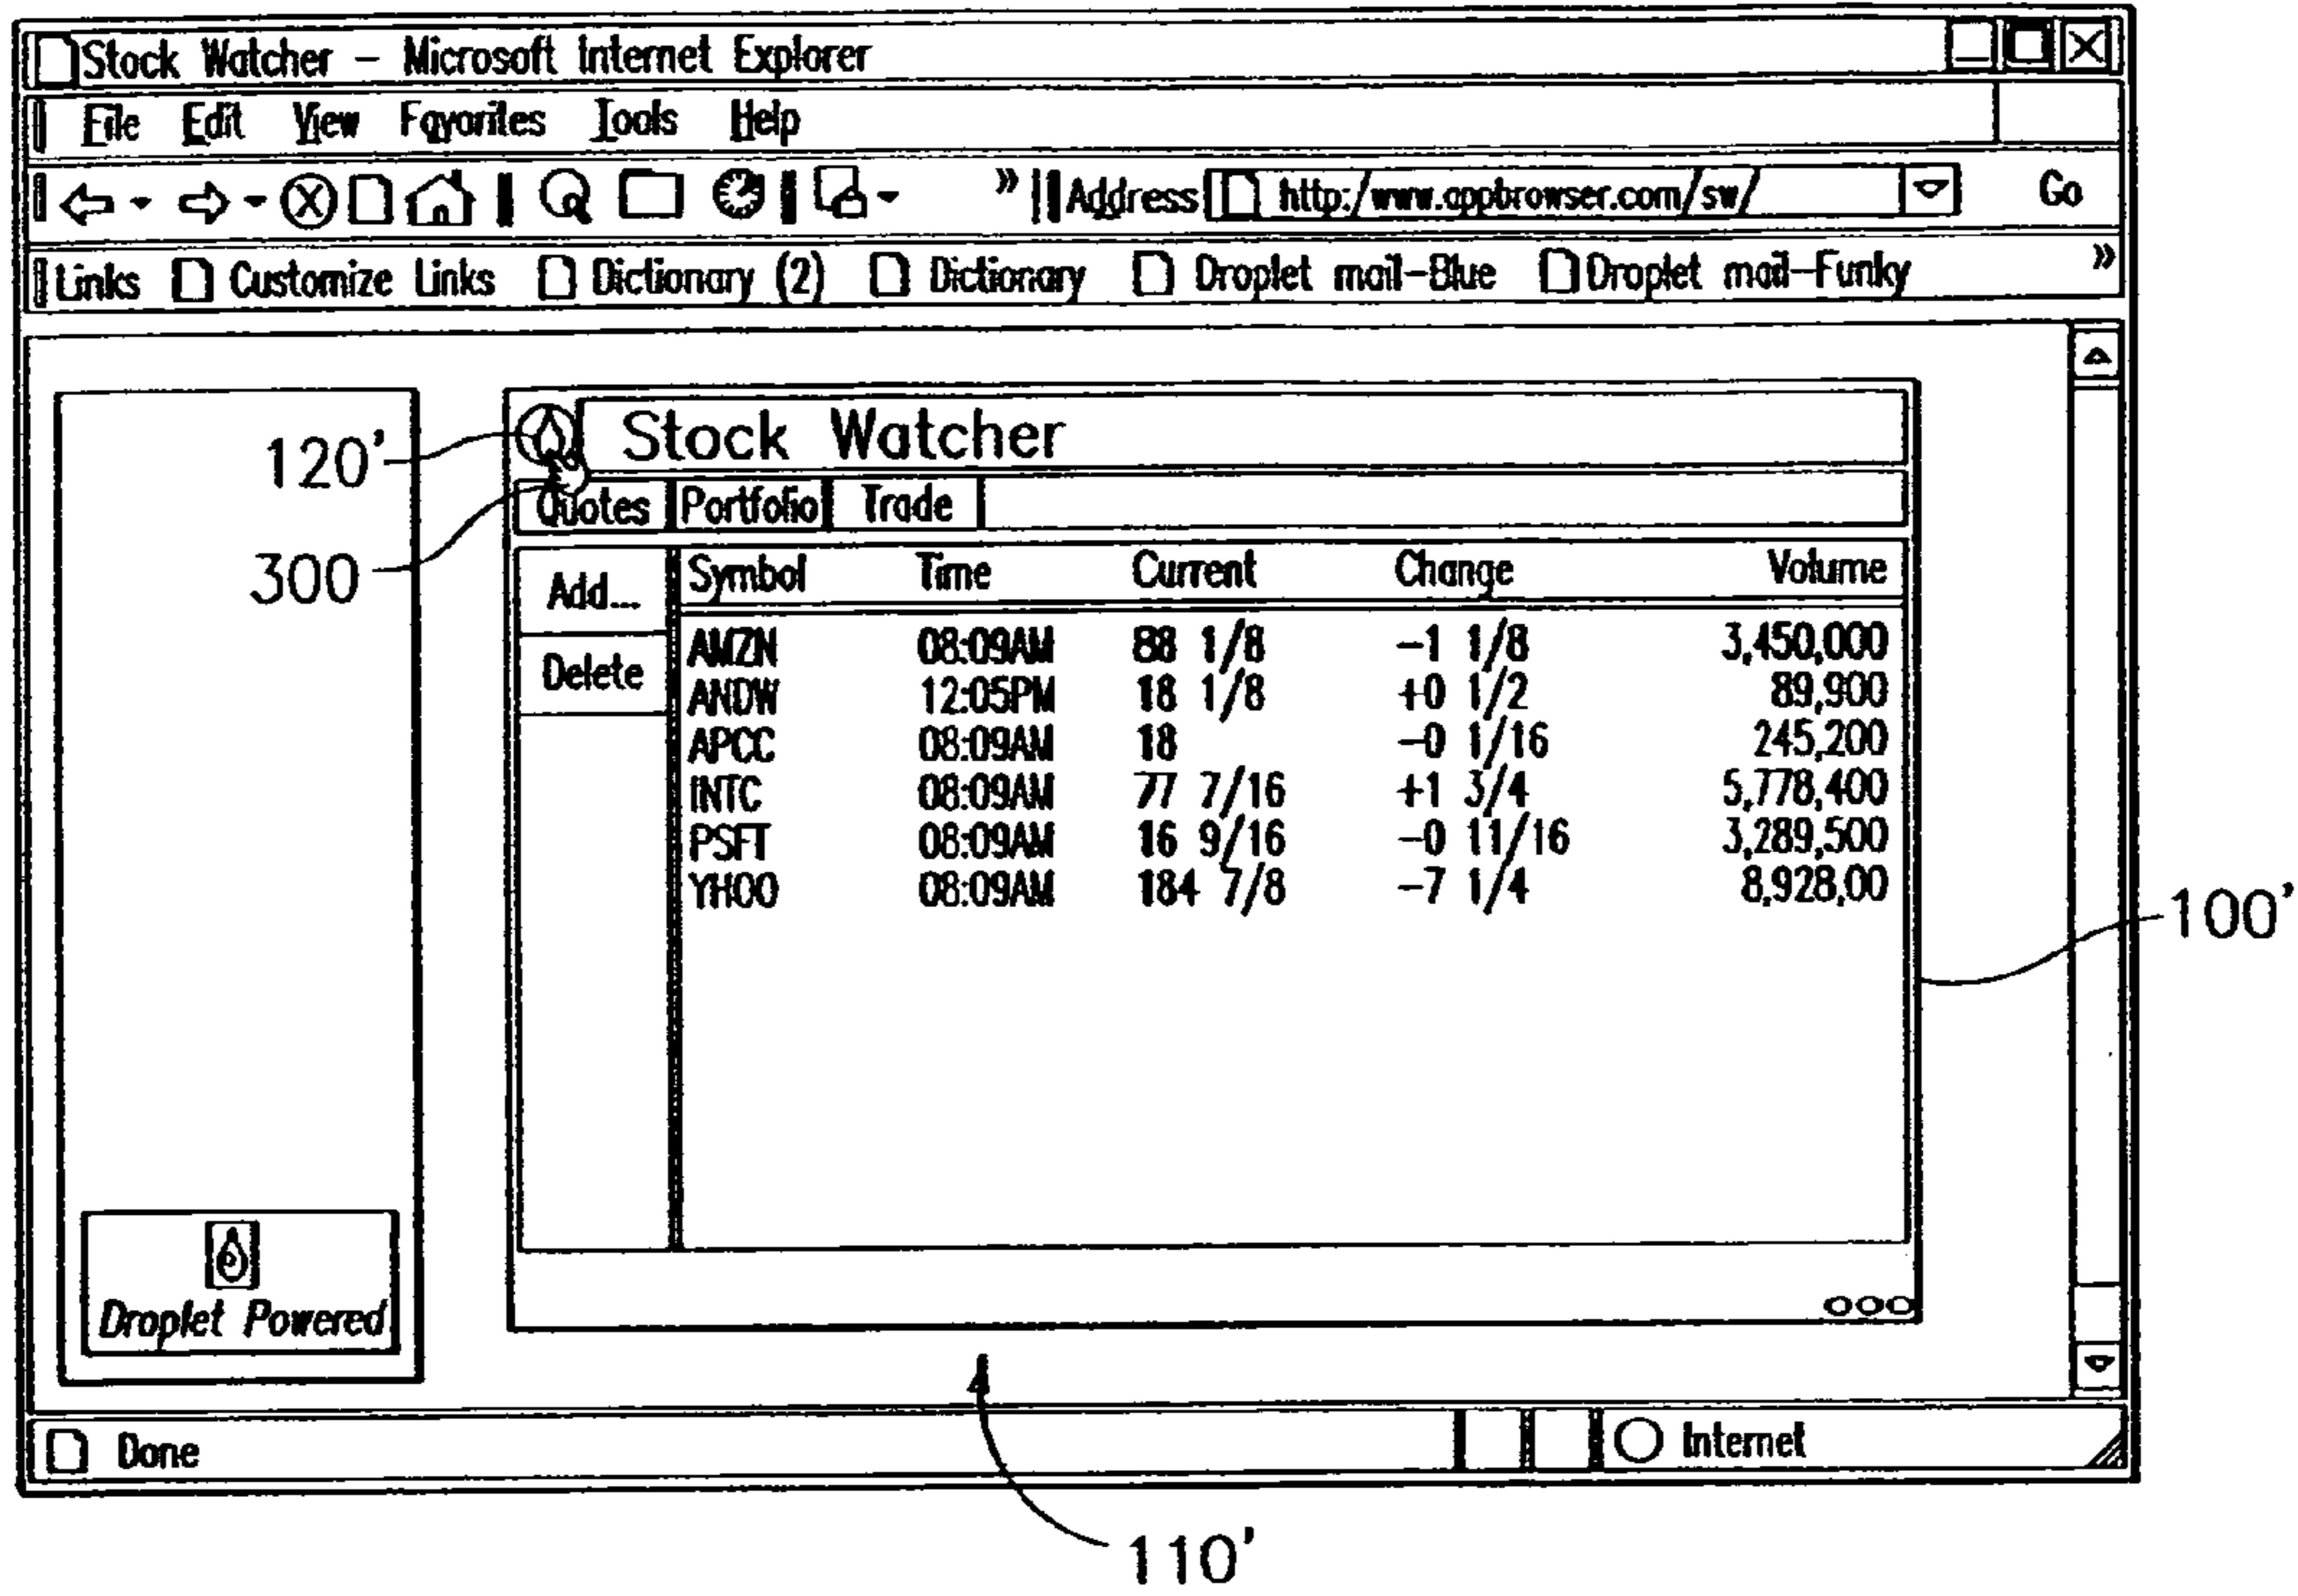 Stock Watcher – Microsoft Internet Explorer
File Edit View Favorites Tools Help
» Address http:/www.appbrowser.com/sw/ Go
Links Customize Links Dictionary (2) Dictionary Droplet mail–Blue Droplet mail–Funky »
120' Stock Watcher
Quotes Portfolio Trade
300
Add... Symbol Time Current Change Volume
Delete
AMZN 08:09AM 88 1/8 –1 1/8 3,450,000
ANDW 12:05PM 18 1/8 +0 1/2 89,900
APCC 08:09AM 18 –0 1/16 245,200
INTC 08:09AM 77 7/16 +1 3/4 5,778,400
PSFT 08:09AM 16 9/16 –0 11/16 3,289,500
YHOO 08:09AM 184 7/8 –7 1/4 8,928,00
100'
Droplet Powered
Done Internet
110'